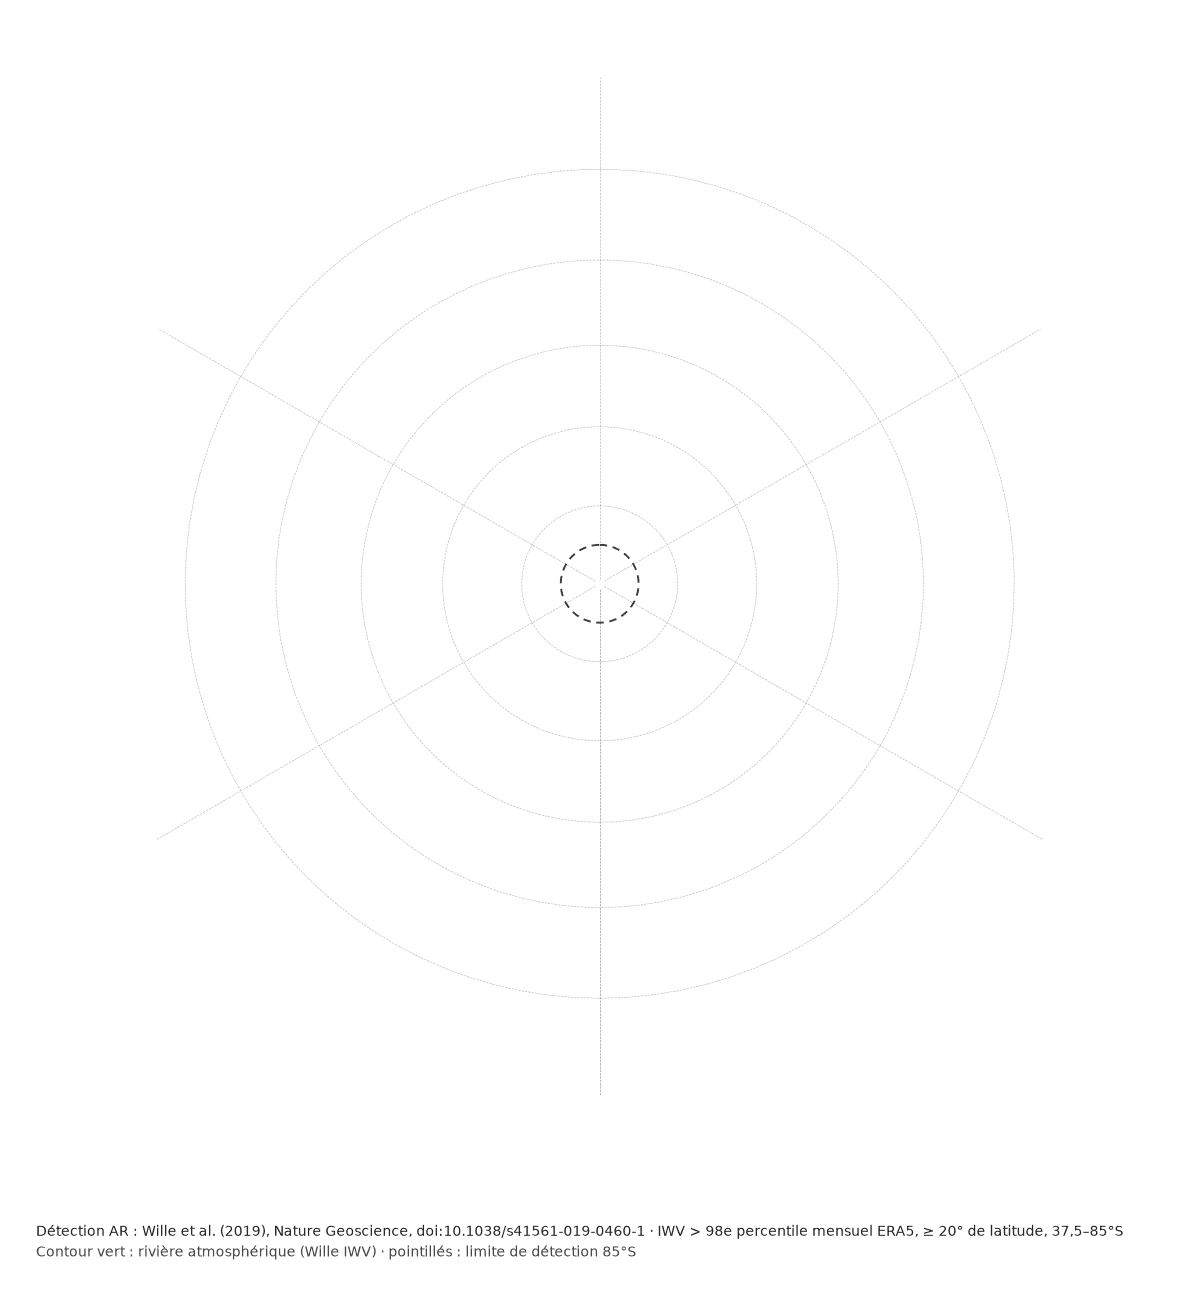 Détection AR : Wille et al. (2019), Nature Geoscience, doi:10.1038/s41561-019-0460-1 · IWV > 98e percentile mensuel ERA5, ≥ 20° de latitude, 37,5–85°S
Contour vert : rivière atmosphérique (Wille IWV) · pointillés : limite de détection 85°S